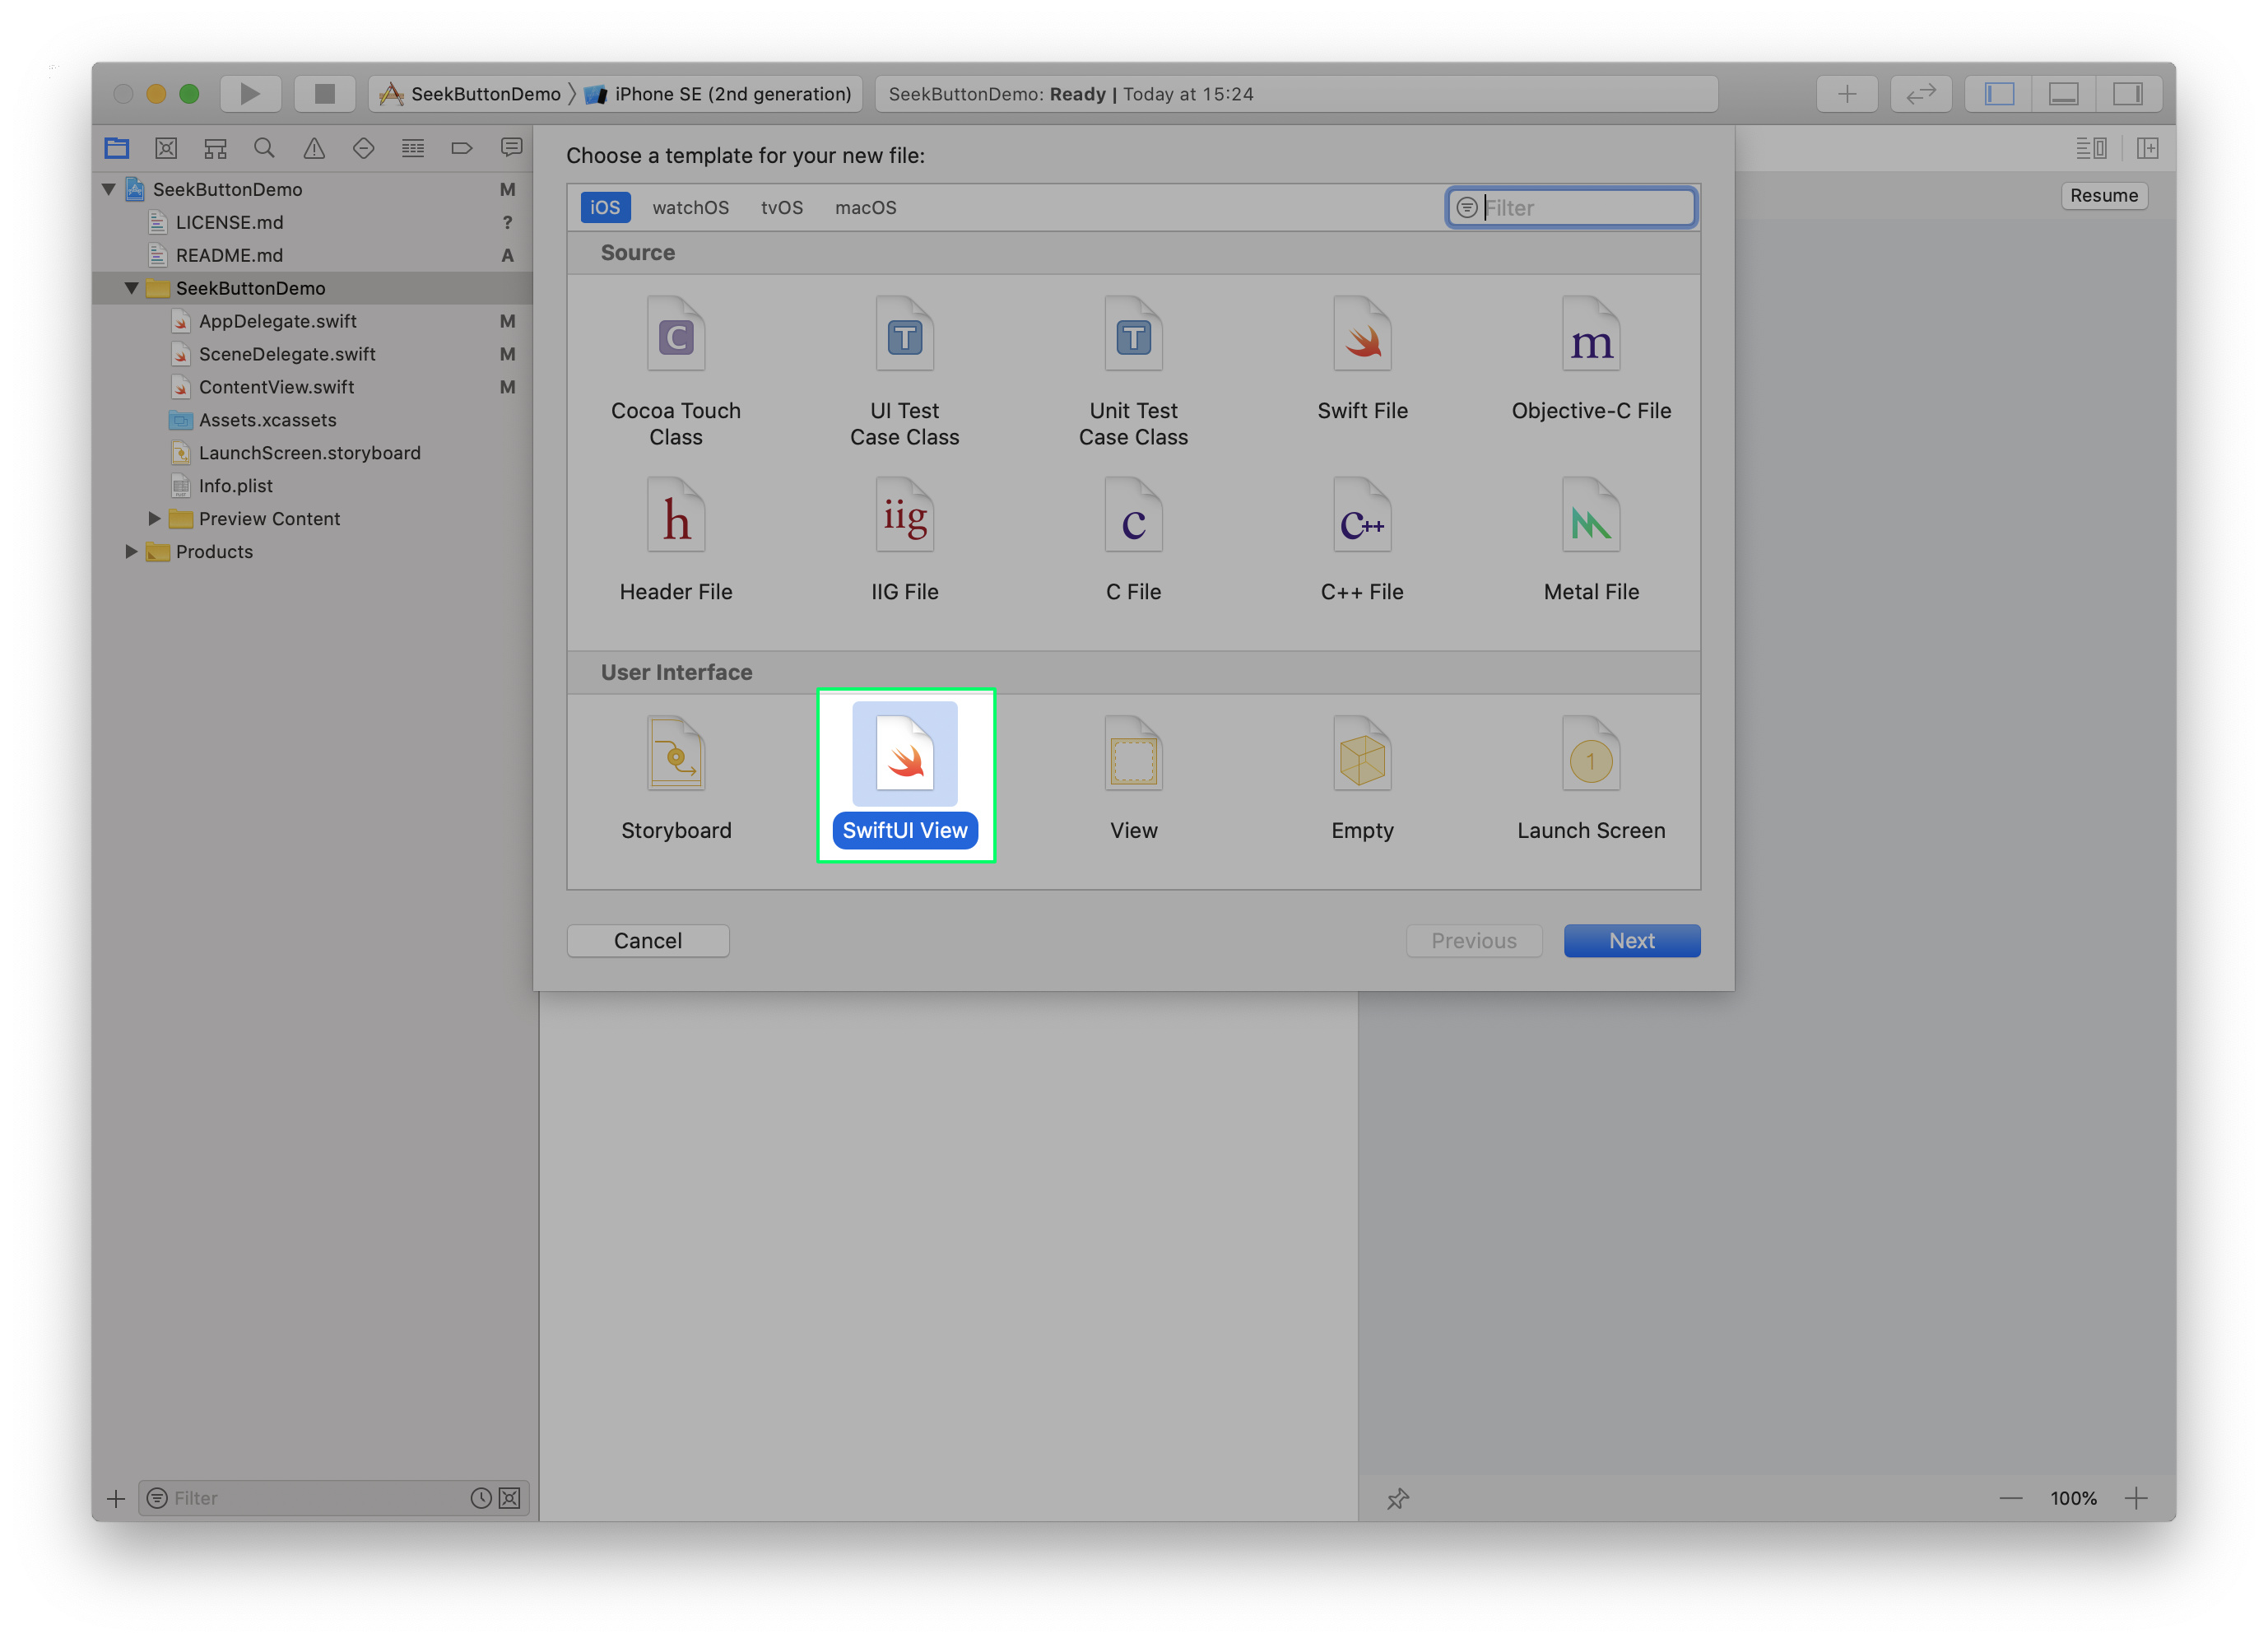 SeekButtonDemo iPhone SE (2nd generation)
SeekButtonDemo: Ready | Today at 15:24
SeekButtonDemo M
LICENSE.md ?
README.md A
SeekButtonDemo
AppDelegate.swift M
SceneDelegate.swift M
ContentView.swift M
Assets.xcassets
LaunchScreen.storyboard
Info.plist
Preview Content
Products
Filter
Choose a template for your new file:
iOS watchOS tvOS macOS
Filter
Source
C
T
T
m
Cocoa Touch
Class
UI Test
Case Class
Unit Test
Case Class
Swift File
Objective-C File
h
iig
c
c++
Header File
IIG File
C File
C++ File
Metal File
User Interface
1
Storyboard
SwiftUI View
View
Empty
Launch Screen
Cancel
Previous
Next
Resume
100%